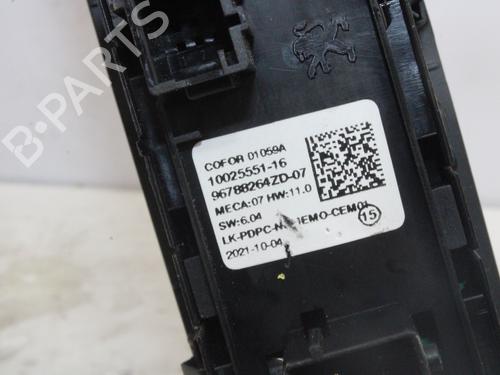 B-PARTS
COFOR 01059A
10025551-16
96788264ZD-07
MECA:07 HW:11.0
SW:6.04
15
2021-10-04